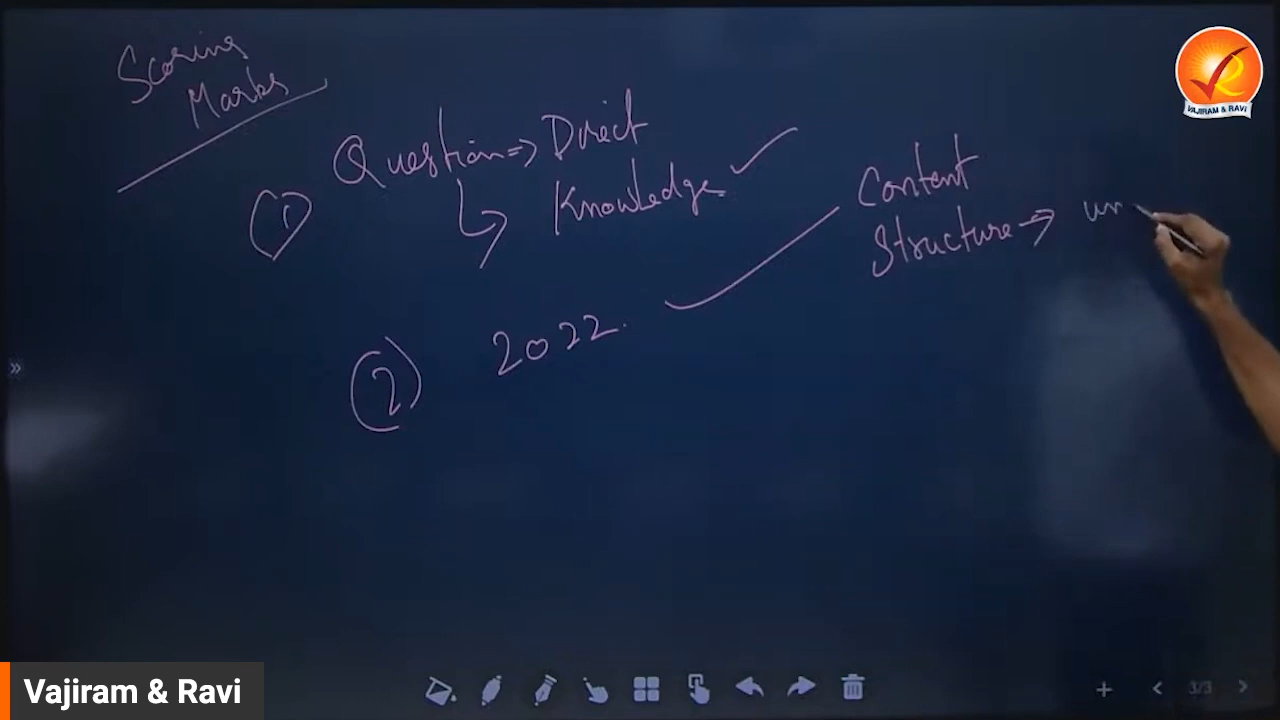 Scoring
Marks
VAJIRAM & RAVI
① Question => Direct
Knowledge
Content
Structure →
② 2022.
Vajiram & Ravi
3/3